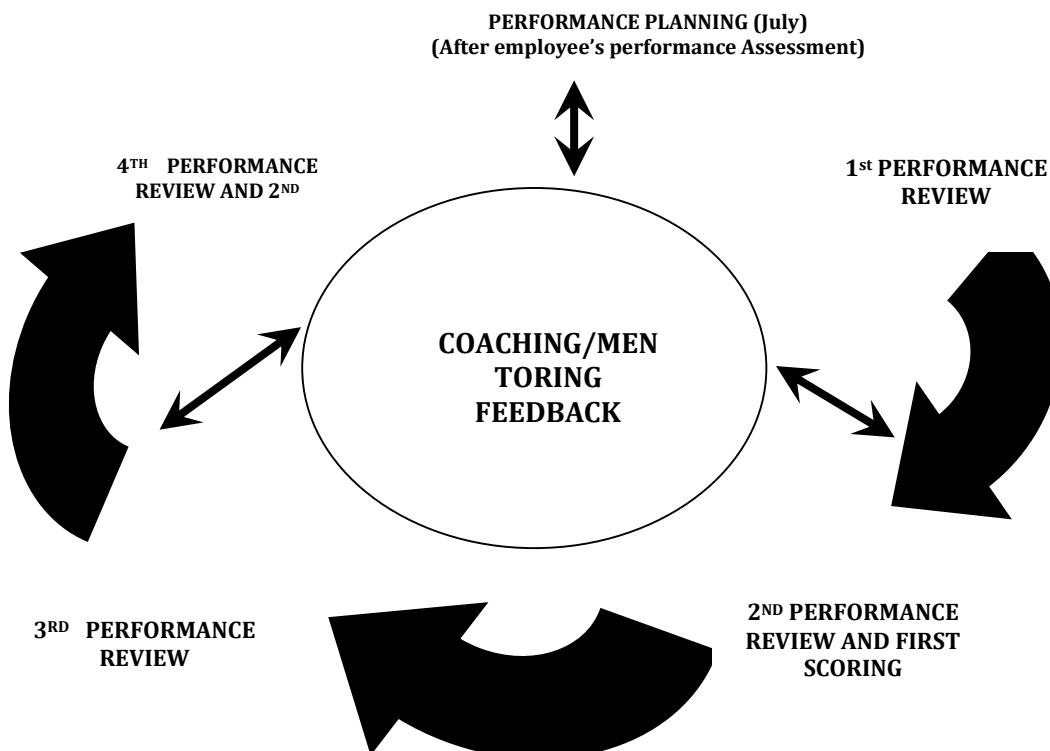 PERFORMANCE PLANNING (July)
(After employee’s performance Assessment)
4TH PERFORMANCE
REVIEW AND 2ND
1st PERFORMANCE
REVIEW
COACHING/MEN
TORING
FEEDBACK
3RD PERFORMANCE
REVIEW
2ND PERFORMANCE
REVIEW AND FIRST
SCORING